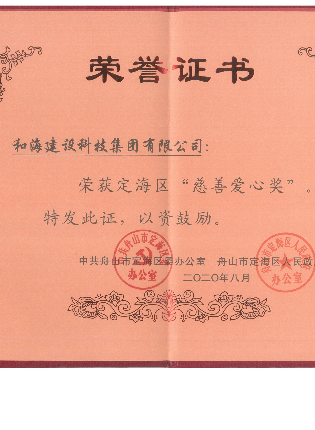 荣誉证书
和海建设科技集团有限公司：
荣获定海区“慈善爱心奖”。
特发此证，以资鼓励。
中共舟山市定海区委办公室 舟山市定海区人民政
二〇二〇年八月
办公室